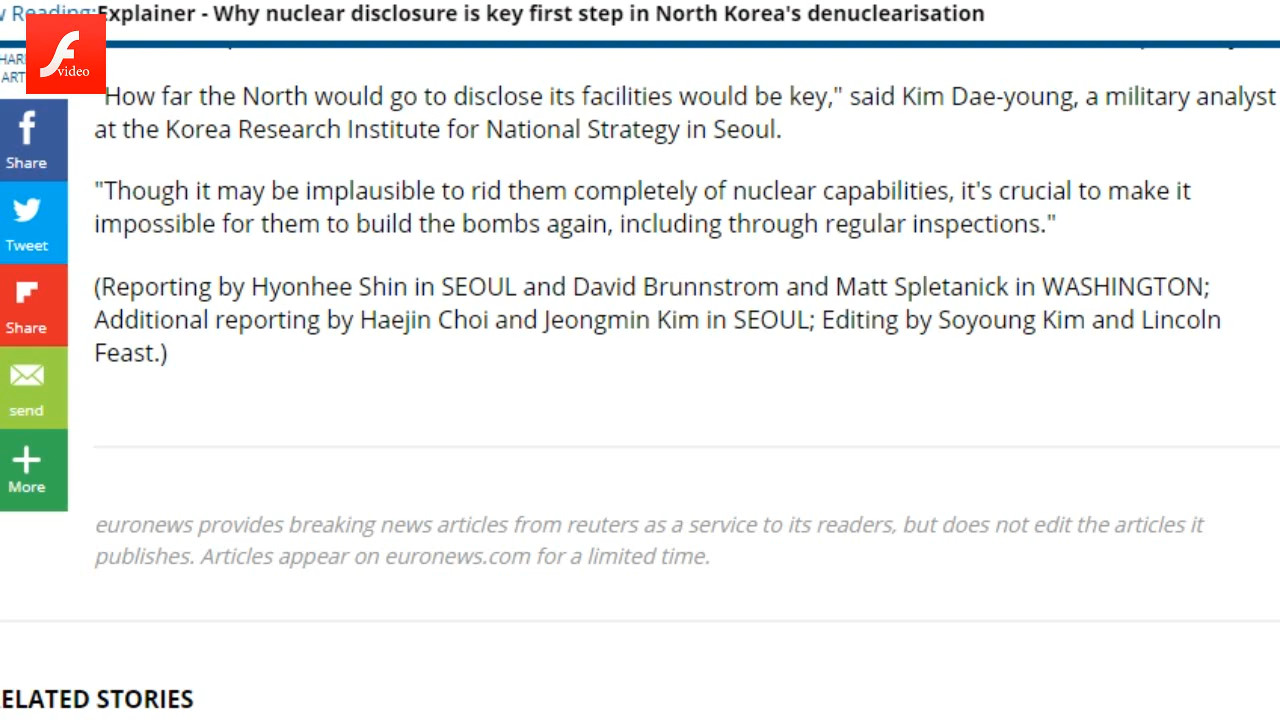 Reading:Explainer - Why nuclear disclosure is key first step in North Korea's denuclearisation
video
"How far the North would go to disclose its facilities would be key," said Kim Dae-young, a military analyst
at the Korea Research Institute for National Strategy in Seoul.
"Though it may be implausible to rid them completely of nuclear capabilities, it's crucial to make it
impossible for them to build the bombs again, including through regular inspections."
(Reporting by Hyonhee Shin in SEOUL and David Brunnstrom and Matt Spletanick in WASHINGTON;
Additional reporting by Haejin Choi and Jeongmin Kim in SEOUL; Editing by Soyoung Kim and Lincoln
Feast.)
Share
Tweet
Share
send
More
euronews provides breaking news articles from reuters as a service to its readers, but does not edit the articles it
publishes. Articles appear on euronews.com for a limited time.
ELATED STORIES